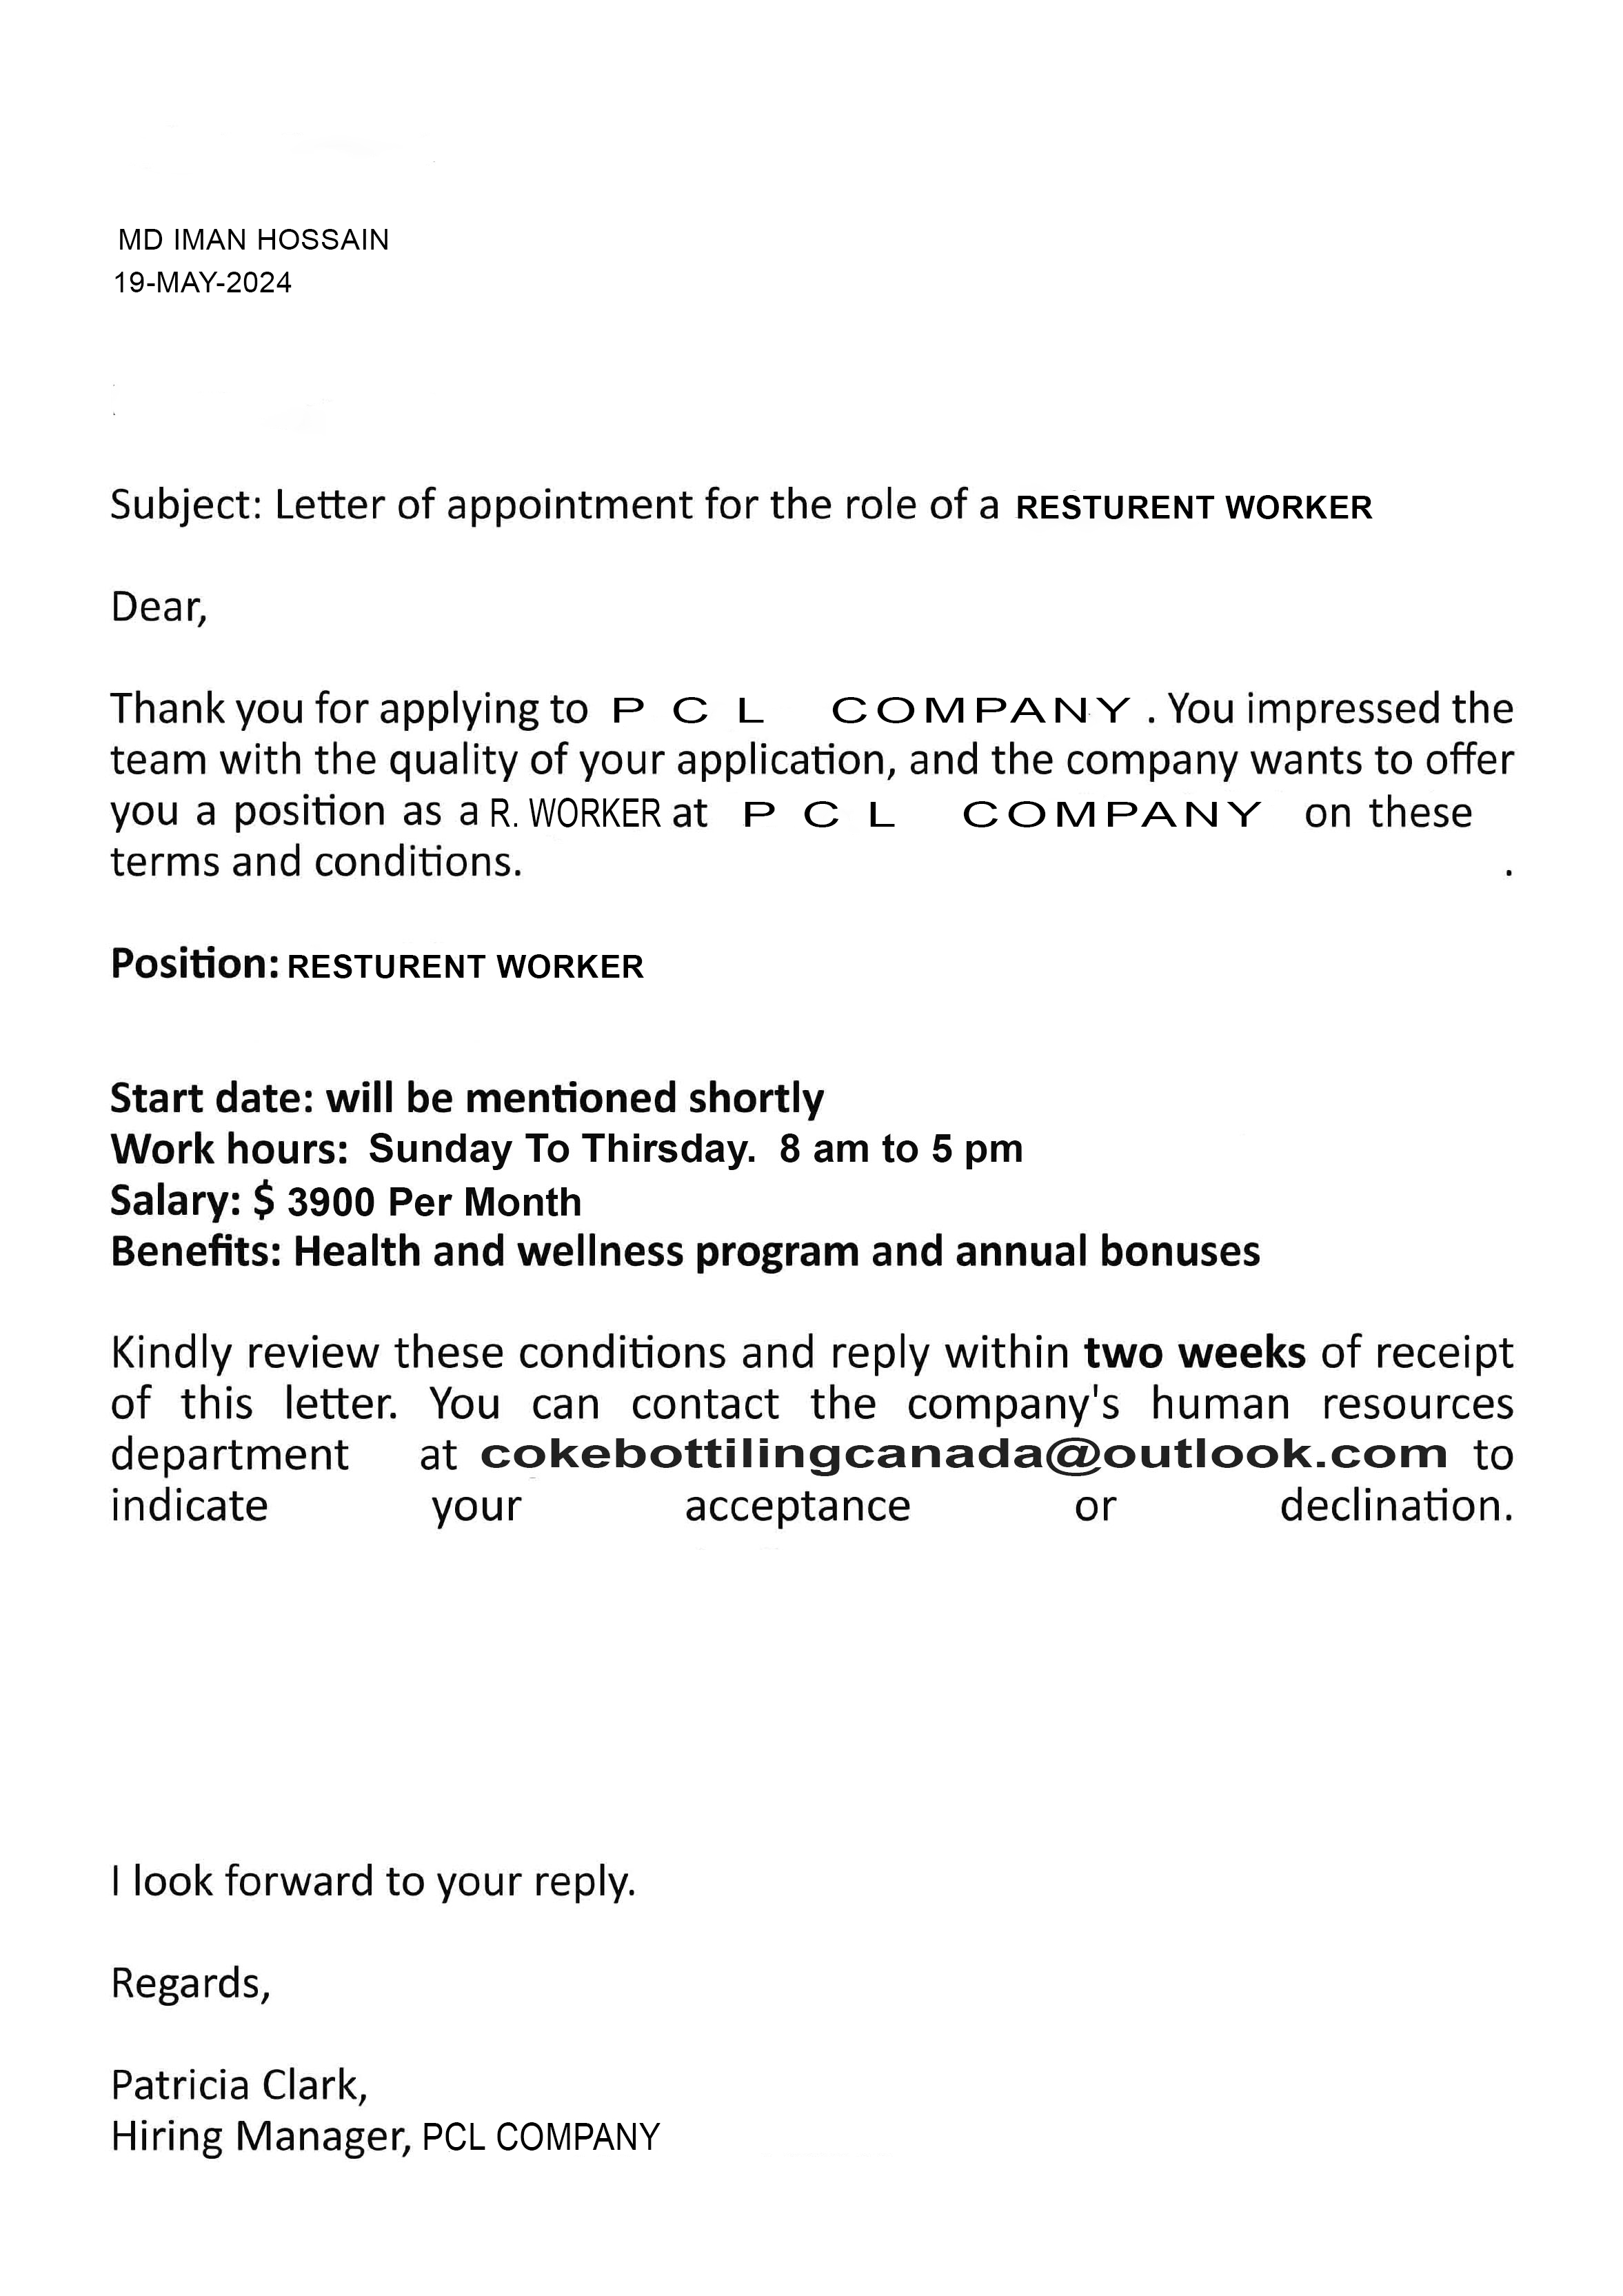 MD IMAN HOSSAIN
19-MAY-2024
Subject: Letter of appointment for the role of a RESTURENT WORKER
Dear,
Thank you for applying to P C L COMPANY . You impressed the
team with the quality of your application, and the company wants to offer
you a position as a R. WORKER at P C L COMPANY on these
terms and conditions. .
Position: RESTURENT WORKER
Start date: will be mentioned shortly
Work hours: Sunday To Thirsday. 8 am to 5 pm
Salary: $ 3900 Per Month
Benefits: Health and wellness program and annual bonuses
Kindly review these conditions and reply within two weeks of receipt
of this letter. You can contact the company's human resources
department at cokebottilingcanada@outlook.com to
indicate your acceptance or declination.
I look forward to your reply.
Regards,
Patricia Clark,
Hiring Manager, PCL COMPANY